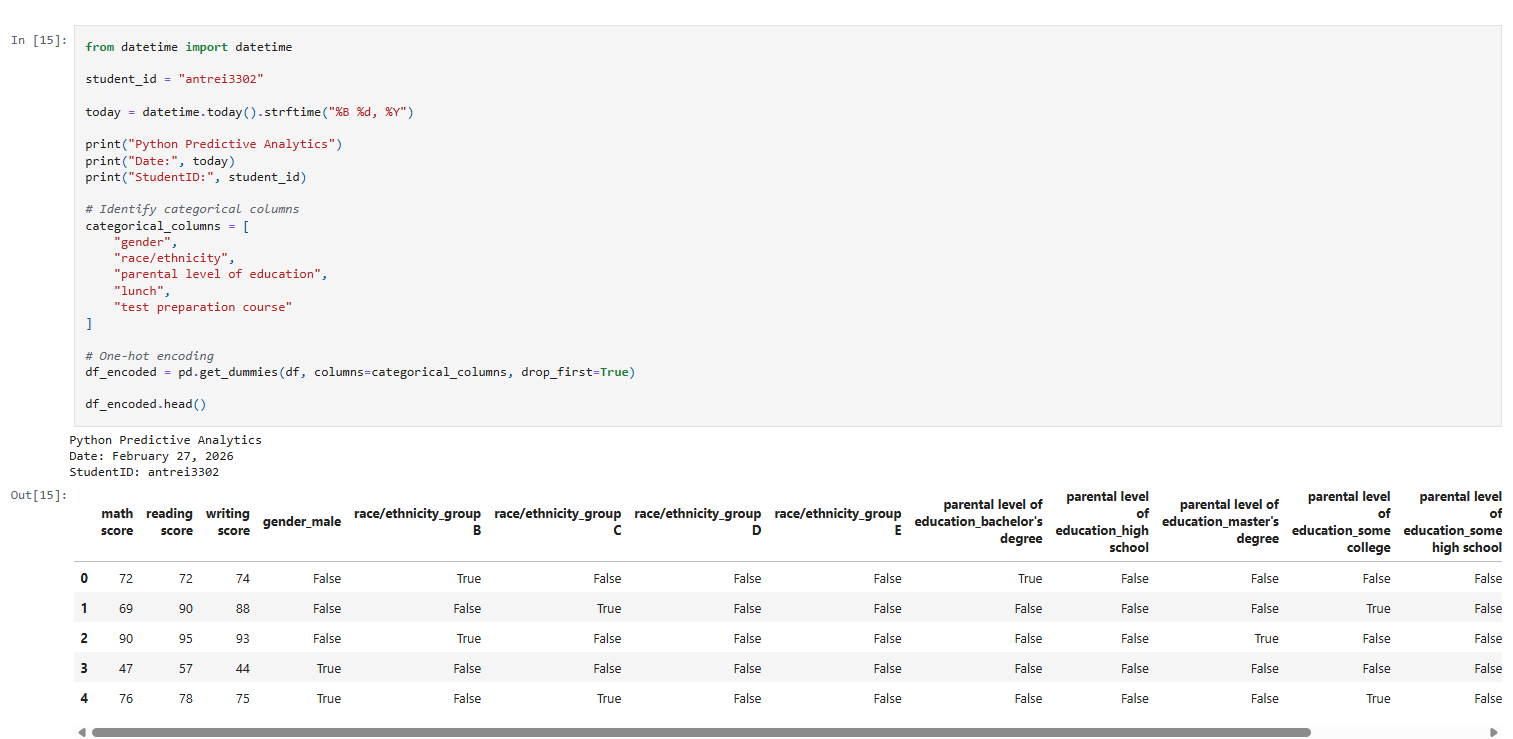 In [15]:
from datetime import datetime
student_id = "antrei3302"
today = datetime.today().strftime("%B %d, %Y")
print("Python Predictive Analytics")
print("Date:", today)
print("StudentID:", student_id)
# Identify categorical columns
categorical_columns = [
"gender",
"race/ethnicity",
"parental level of education",
"lunch",
"test preparation course"
]
# One-hot encoding
df_encoded = pd.get_dummies(df, columns=categorical_columns, drop_first=True)
df_encoded.head()
Python Predictive Analytics
Date: February 27, 2026
StudentID: antrei3302
Out[15]:
math score reading score writing score gender_male race/ethnicity_group B race/ethnicity_group C race/ethnicity_group D race/ethnicity_group E parental level of education_bachelor's degree parental level of education_high school parental level of education_master's degree parental level of education_some college parental level of education_some high school
0 72 72 74 False True False False False True False False False False
1 69 90 88 False False True False False False False False True False
2 90 95 93 False True False False False False False True False False
3 47 57 44 True False False False False False False False False False
4 76 78 75 True False True False False False False False True False